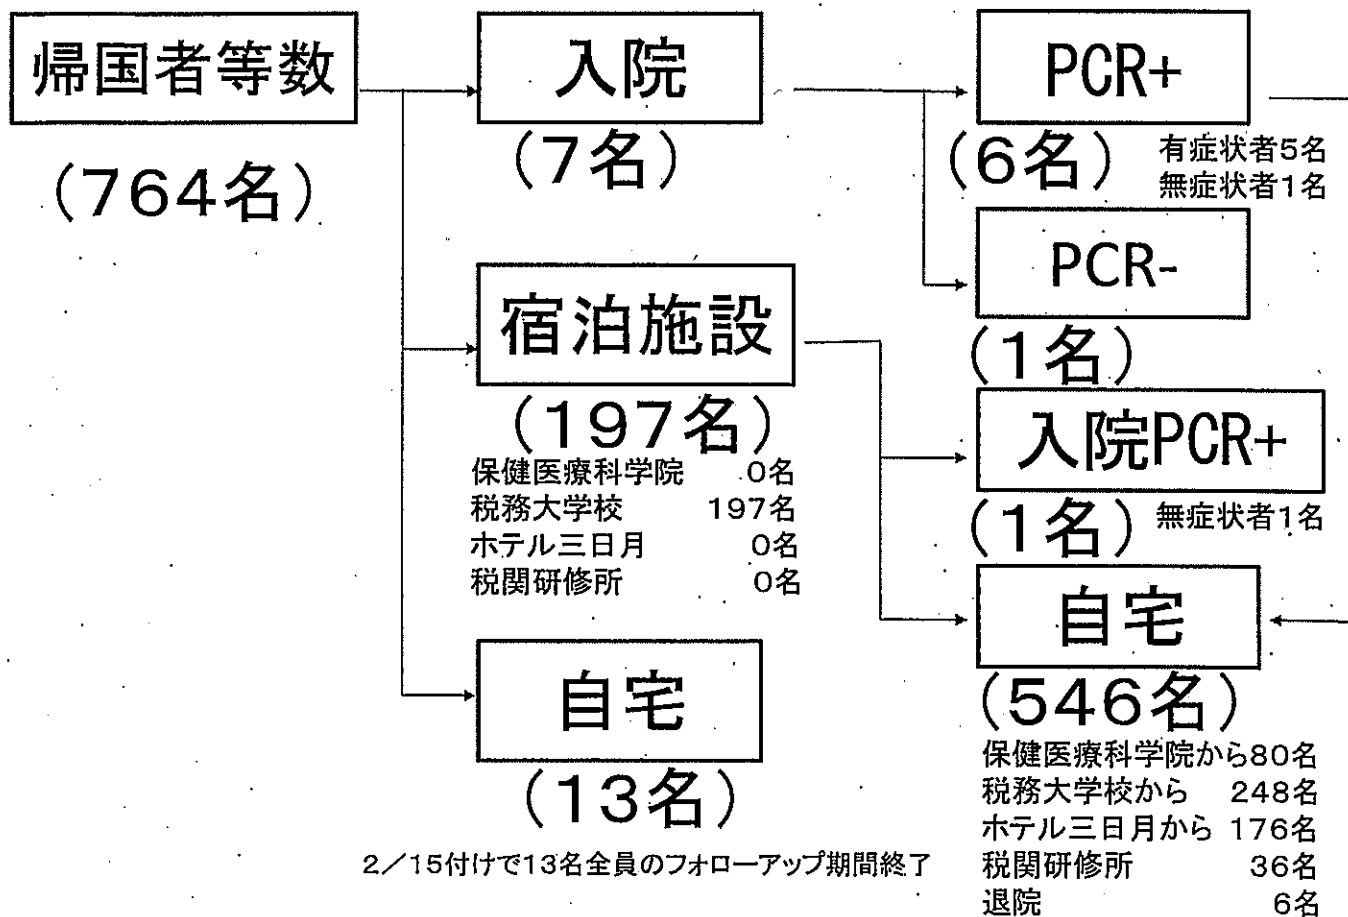 帰国者等数
（764名）
入院
（7名）
PCR+
（6名）
有症状者5名
無症状者1名
PCR-
（1名）
宿泊施設
（197名）
保健医療科学院 0名
税務大学校 197名
ホテル三日月 0名
税関研修所 0名
入院PCR+
（1名）
無症状者1名
自宅
（546名）
保健医療科学院から80名
税務大学校から 248名
ホテル三日月から 176名
税関研修所 36名
退院 6名
自宅
（13名）
2／15付けで13名全員のフォローアップ期間終了